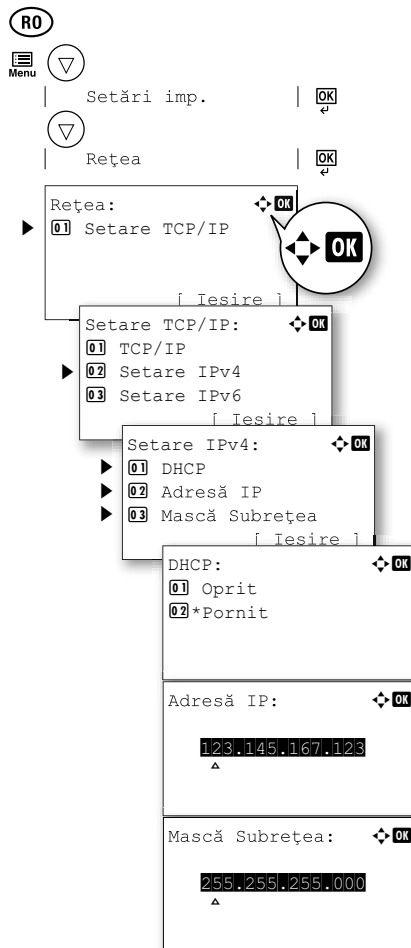 RO
Menu
Setări imp. OK
Reţea OK
Reţea: OK
01 Setare TCP/IP
OK
[ Iesire ]
Setare TCP/IP: OK
01 TCP/IP
02 Setare IPv4
03 Setare IPv6
[ Iesire ]
Setare IPv4: OK
01 DHCP
02 Adresă IP
03 Mască Subreţea
[ Iesire ]
DHCP: OK
01 Oprit
02 *Pornit
Adresă IP: OK
123.145.167.123
Mască Subreţea: OK
255.255.255.000